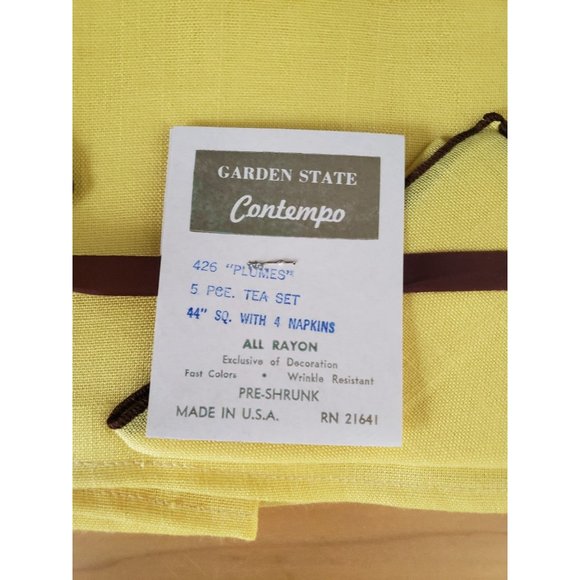 GARDEN STATE
Contempo
426 "PLUMES"
5 PCE. TEA SET
44" SQ. WITH 4 NAPKINS
ALL RAYON
Exclusive of Decoration
Fast Colors • Wrinkle Resistant
PRE-SHRUNK
MADE IN U.S.A. RN 21641